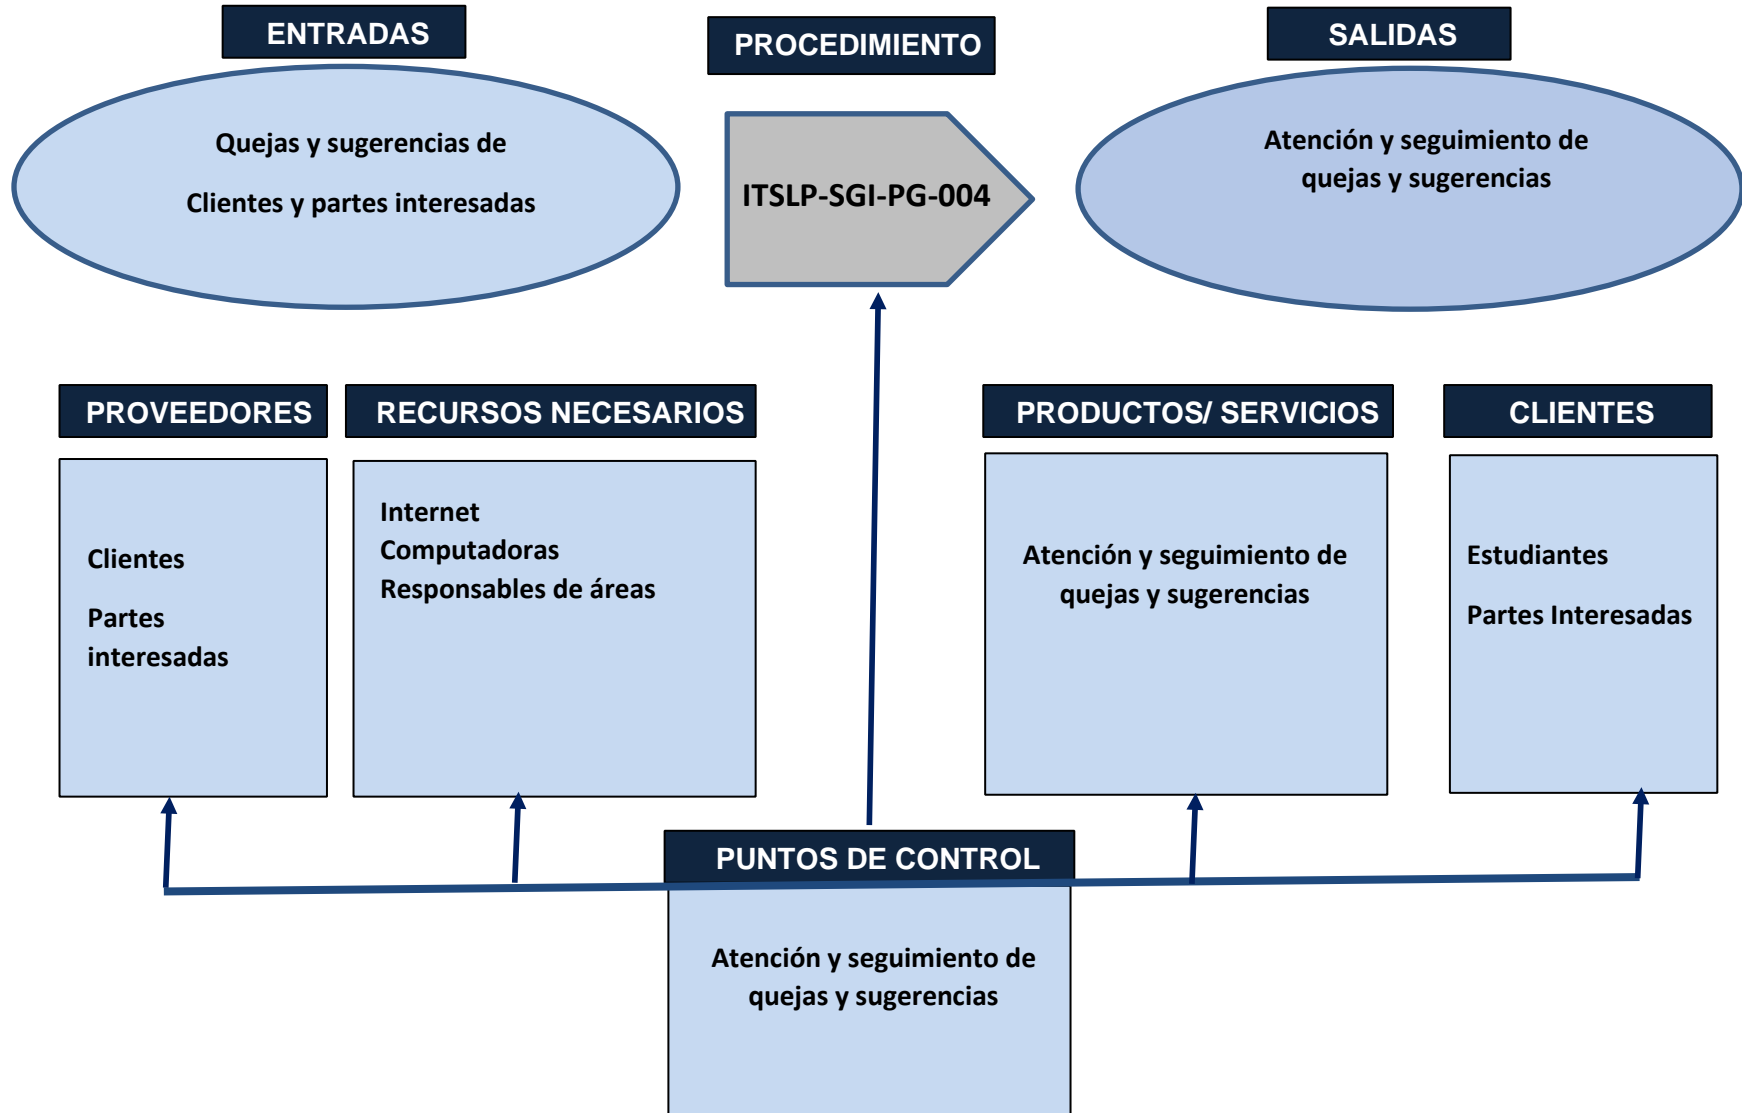 ENTRADAS
PROCEDIMIENTO
SALIDAS
Quejas y sugerencias de
Clientes y partes interesadas
ITSLP-SGI-PG-004
Atención y seguimiento de
quejas y sugerencias
PROVEEDORES
RECURSOS NECESARIOS
PRODUCTOS/ SERVICIOS
CLIENTES
Clientes
Partes
interesadas
Internet
Computadoras
Responsables de áreas
Atención y seguimiento de
quejas y sugerencias
Estudiantes
Partes Interesadas
PUNTOS DE CONTROL
Atención y seguimiento de
quejas y sugerencias